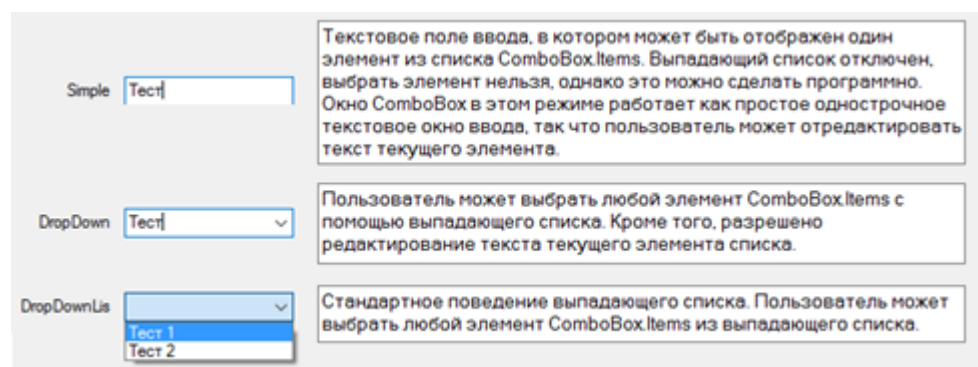 Текстовое поле ввода, в котором может быть отображен один
элемент из списка ComboBox.Items. Выпадающий список отключен,
Simple Тест выбрать элемент нельзя, однако это можно сделать программно.
Окно ComboBox в этом режиме работает как простое однострочное
текстовое окно ввода, так что пользователь может отредактировать
текст текущего элемента.
Пользователь может выбрать любой элемент ComboBox.Items с
DropDown Тест помощью выпадающего списка. Кроме того, разрешено
редактирование текста текущего элемента списка.
DropDownLis Стандартное поведение выпадающего списка. Пользователь может
выбрать любой элемент ComboBox.Items из выпадающего списка.
Тест 1
Тест 2